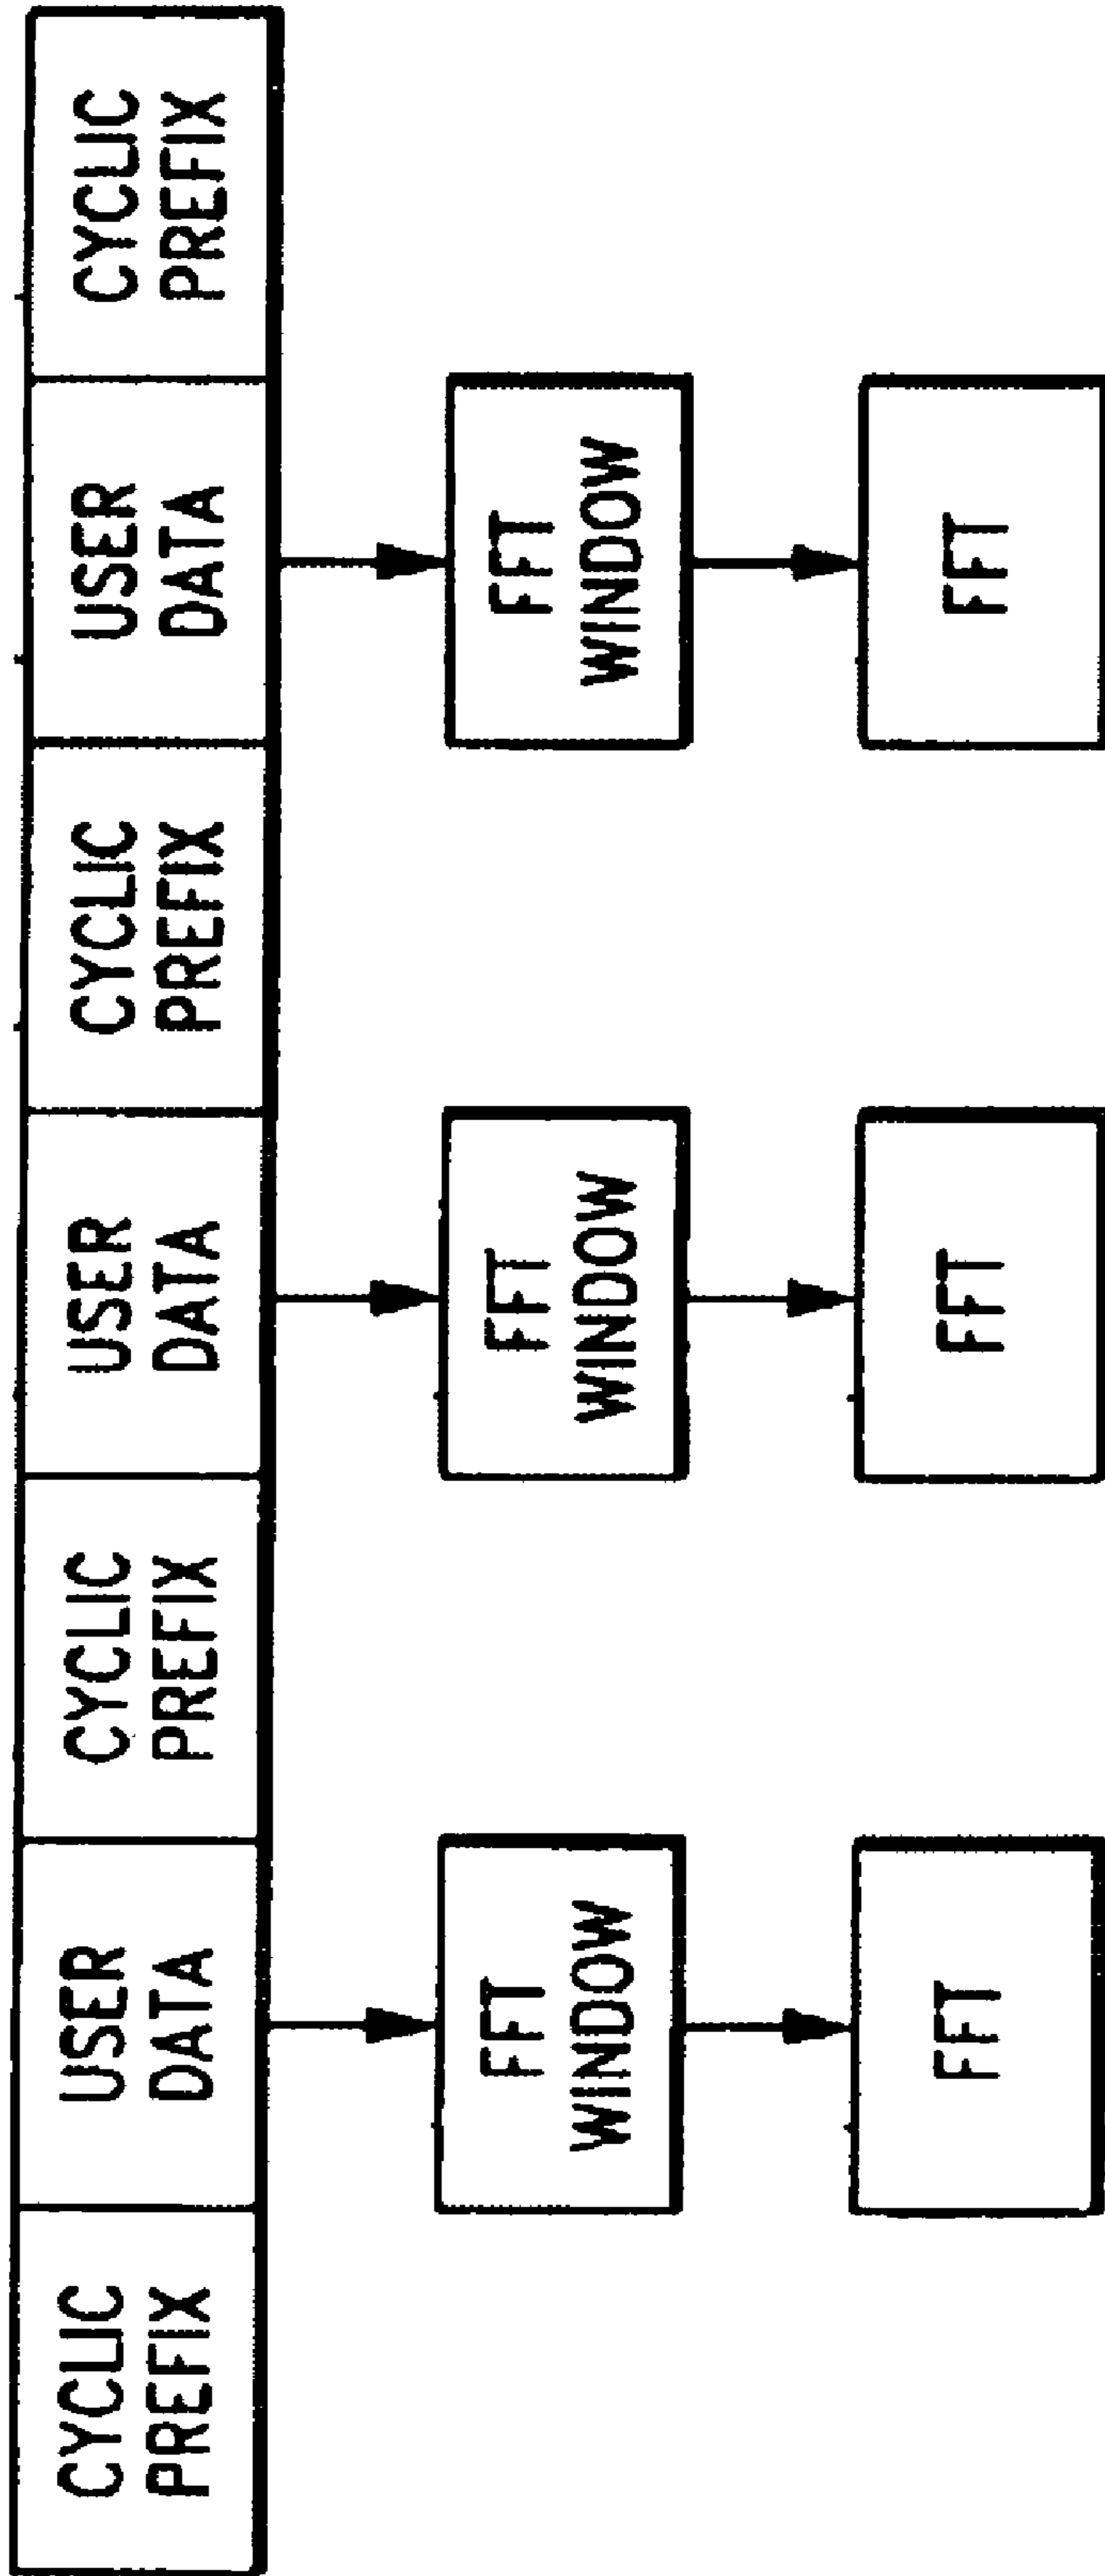 CYCLIC
PREFIX
USER
DATA
CYCLIC
PREFIX
USER
DATA
CYCLIC
PREFIX
USER
DATA
CYCLIC
PREFIX
FFT
WINDOW
FFT
WINDOW
FFT
WINDOW
FFT
FFT
FFT